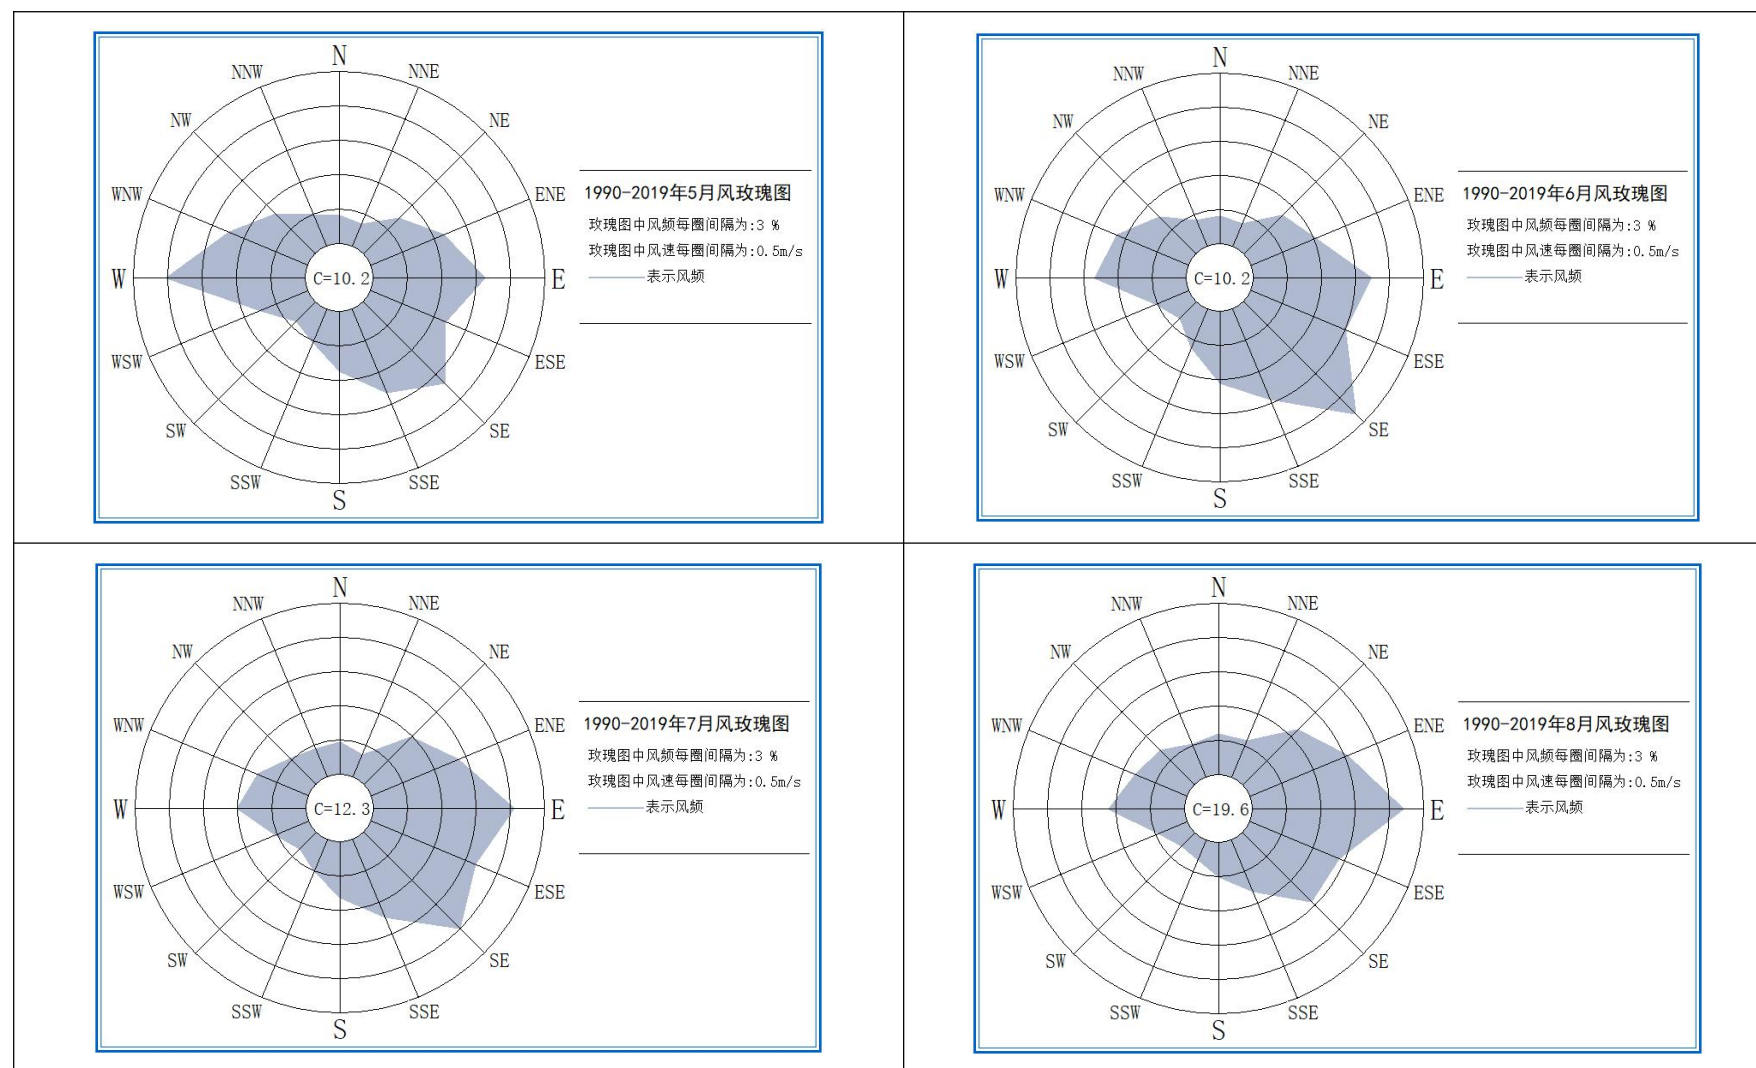 N
NNW
NNE
NW
NE
WNW
ENE
W
C=10.2
E
WSW
ESE
SW
SE
SSW
SSE
S
1990-2019年5月风玫瑰图
玫瑰图中风频每圈间隔为:3 %
玫瑰图中风速每圈间隔为:0.5m/s
表示风频
N
NNW
NNE
NW
NE
WNW
ENE
W
C=10.2
E
WSW
ESE
SW
SE
SSW
SSE
S
1990-2019年6月风玫瑰图
玫瑰图中风频每圈间隔为:3 %
玫瑰图中风速每圈间隔为:0.5m/s
表示风频
N
NNW
NNE
NW
NE
WNW
ENE
W
C=12.3
E
WSW
ESE
SW
SE
SSW
SSE
S
1990-2019年7月风玫瑰图
玫瑰图中风频每圈间隔为:3 %
玫瑰图中风速每圈间隔为:0.5m/s
表示风频
N
NNW
NNE
NW
NE
WNW
ENE
W
C=19.6
E
WSW
ESE
SW
SE
SSW
SSE
S
1990-2019年8月风玫瑰图
玫瑰图中风频每圈间隔为:3 %
玫瑰图中风速每圈间隔为:0.5m/s
表示风频